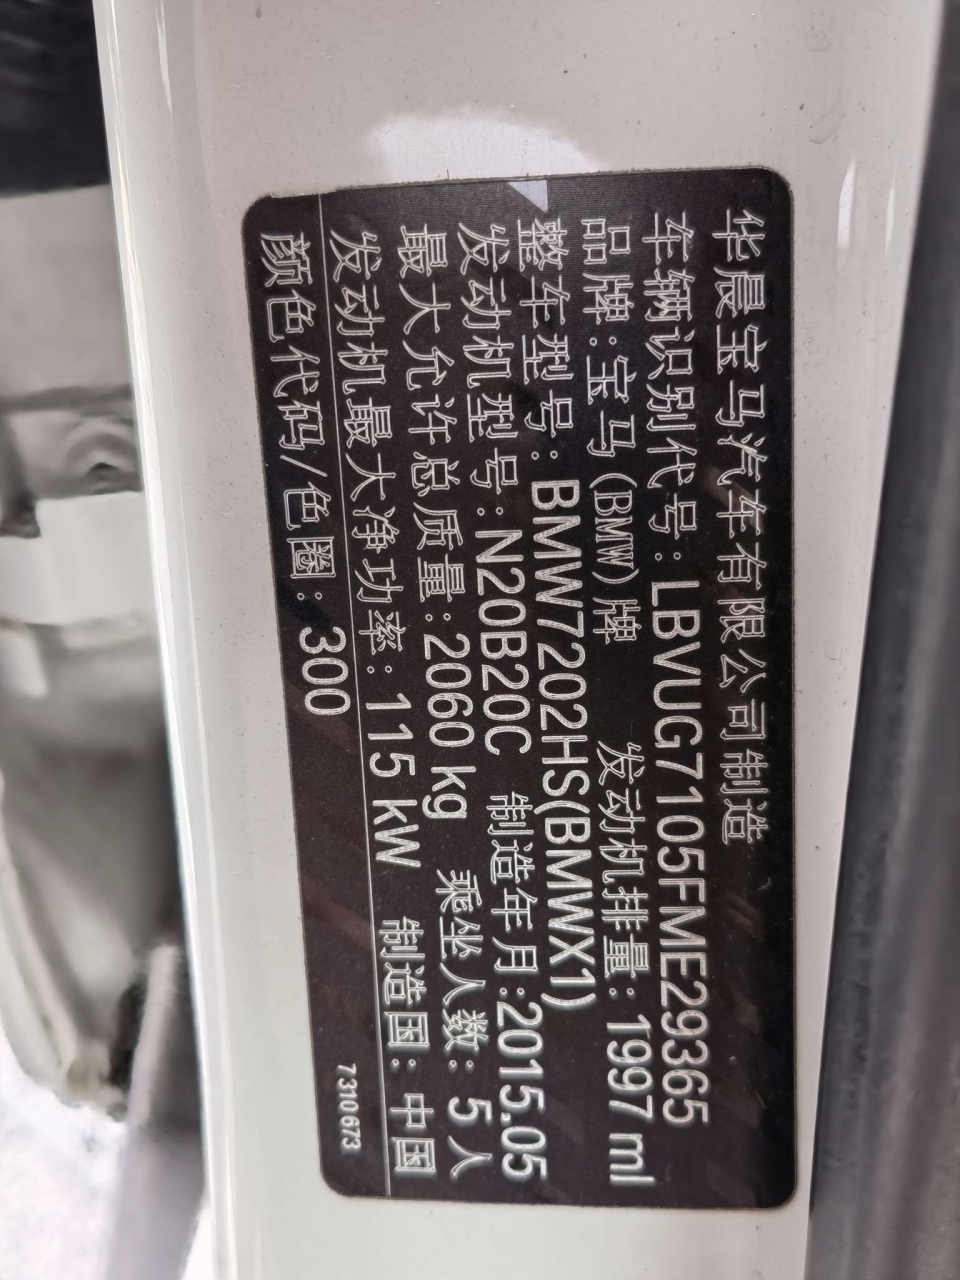 华晨宝马汽车有限公司制造
车辆识别代号:LBVUG7105FME29365
品牌:宝马(BMW)牌 发动机排量:1997 ml
整车型号:BMW7202HS(BMWX1)
发动机型号:N20B20C 制造年月:2015.05
最大允许总质量:2060 kg 乘坐人数:5人
发动机最大净功率:115 kW 制造国:中国
颜色代码/色圈:300
7310673